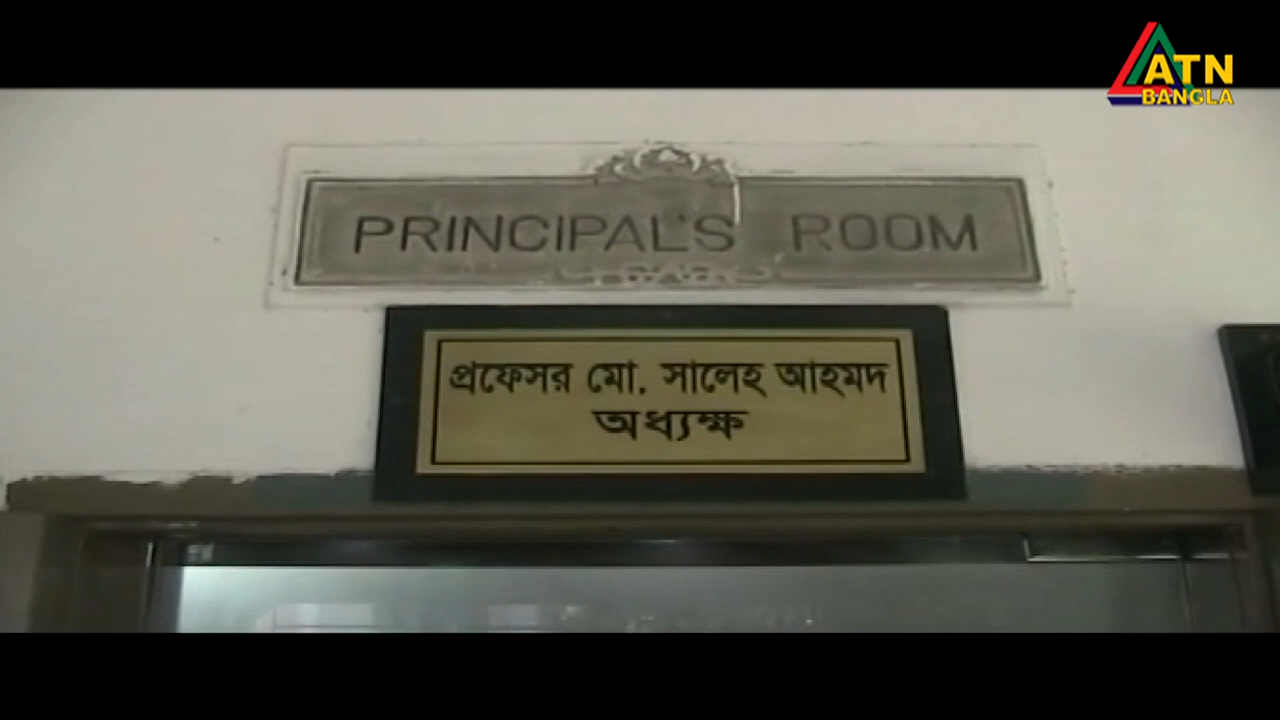 ATN
BANGLA
PRINCIPAL'S ROOM
প্রফেসর মো. সালেহ আহমদ
অধ্যক্ষ